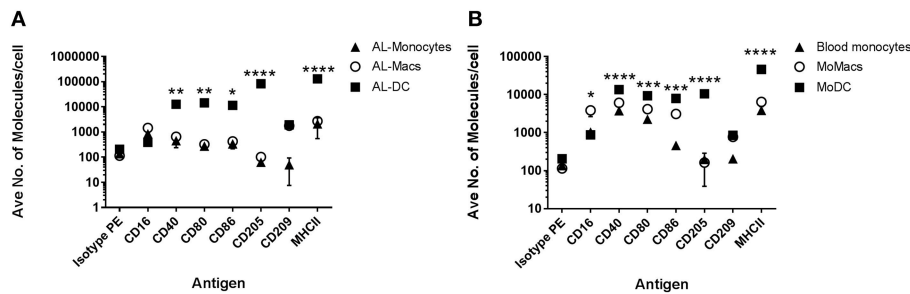 A
Ave No. of Molecules/cell
1000000
100000
10000
1000
100
10
1
** ** * **** ****
Isotype PE
CD16
CD40
CD80
CD86
CD205
CD209
MHCII
Antigen
AL-Monocytes
AL-Macs
AL-DC
B
Ave No. of Molecules/cell
100000
10000
1000
100
10
* **** *** *** **** ****
Isotype PE
CD16
CD40
CD80
CD86
CD205
CD209
MHCII
Antigen
Blood monocytes
MoMacs
MoDC